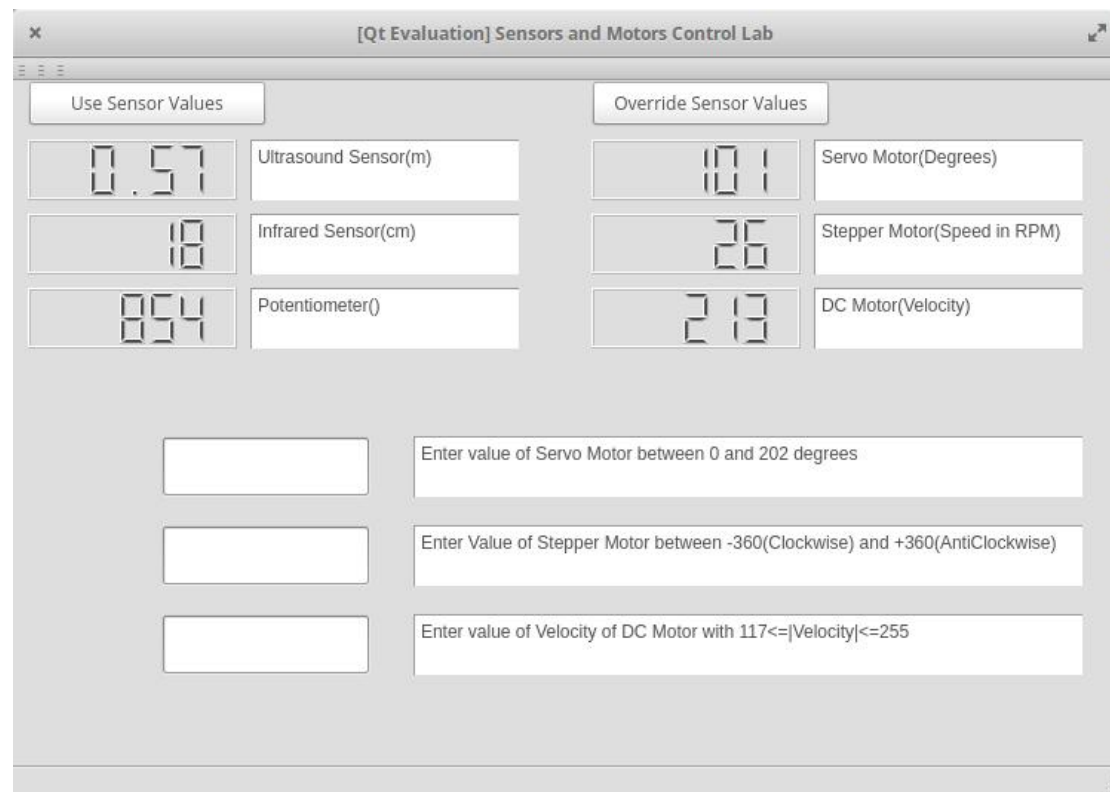 [Qt Evaluation] Sensors and Motors Control Lab
Use Sensor Values
Override Sensor Values
0.57
Ultrasound Sensor(m)
101
Servo Motor(Degrees)
18
Infrared Sensor(cm)
26
Stepper Motor(Speed in RPM)
854
Potentiometer()
213
DC Motor(Velocity)
Enter value of Servo Motor between 0 and 202 degrees
Enter Value of Stepper Motor between -360(Clockwise) and +360(AntiClockwise)
Enter value of Velocity of DC Motor with 117<=|Velocity|<=255